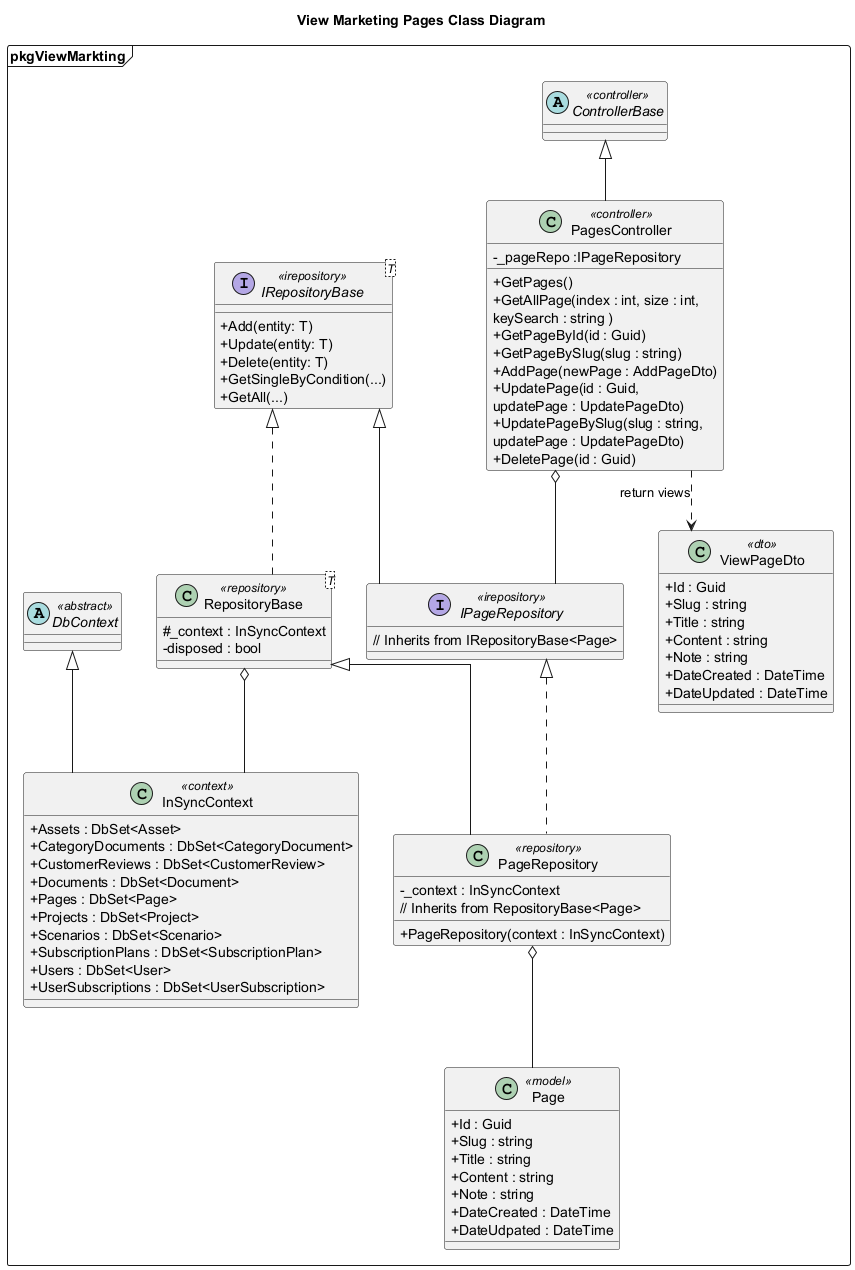 View Marketing Pages Class Diagram
pkgViewMarkting
A
«controller»
ControllerBase
C
«controller»
PagesController
-_pageRepo :IPageRepository
+GetPages()
+GetAllPage(index : int, size : int,
keySearch : string )
+GetPageById(id : Guid)
+GetPageBySlug(slug : string)
+AddPage(newPage : AddPageDto)
+UpdatePage(id : Guid,
updatePage : UpdatePageDto)
+UpdatePageBySlug(slug : string,
updatePage : UpdatePageDto)
+DeletePage(id : Guid)
I
«irepository»
IRepositoryBase
T
+Add(entity: T)
+Update(entity: T)
+Delete(entity: T)
+GetSingleByCondition(...)
+GetAll(...)
return views
C
«dto»
ViewPageDto
+Id : Guid
+Slug : string
+Title : string
+Content : string
+Note : string
+DateCreated : DateTime
+DateUpdated : DateTime
A
«abstract»
DbContext
C
«repository»
RepositoryBase
T
#_context : InSyncContext
-disposed : bool
I
«irepository»
IPageRepository
// Inherits from IRepositoryBase<Page>
C
«context»
InSyncContext
+Assets : DbSet<Asset>
+CategoryDocuments : DbSet<CategoryDocument>
+CustomerReviews : DbSet<CustomerReview>
+Documents : DbSet<Document>
+Pages : DbSet<Page>
+Projects : DbSet<Project>
+Scenarios : DbSet<Scenario>
+SubscriptionPlans : DbSet<SubscriptionPlan>
+Users : DbSet<User>
+UserSubscriptions : DbSet<UserSubscription>
C
«repository»
PageRepository
-_context : InSyncContext
// Inherits from RepositoryBase<Page>
+PageRepository(context : InSyncContext)
C
«model»
Page
+Id : Guid
+Slug : string
+Title : string
+Content : string
+Note : string
+DateCreated : DateTime
+DateUdpated : DateTime